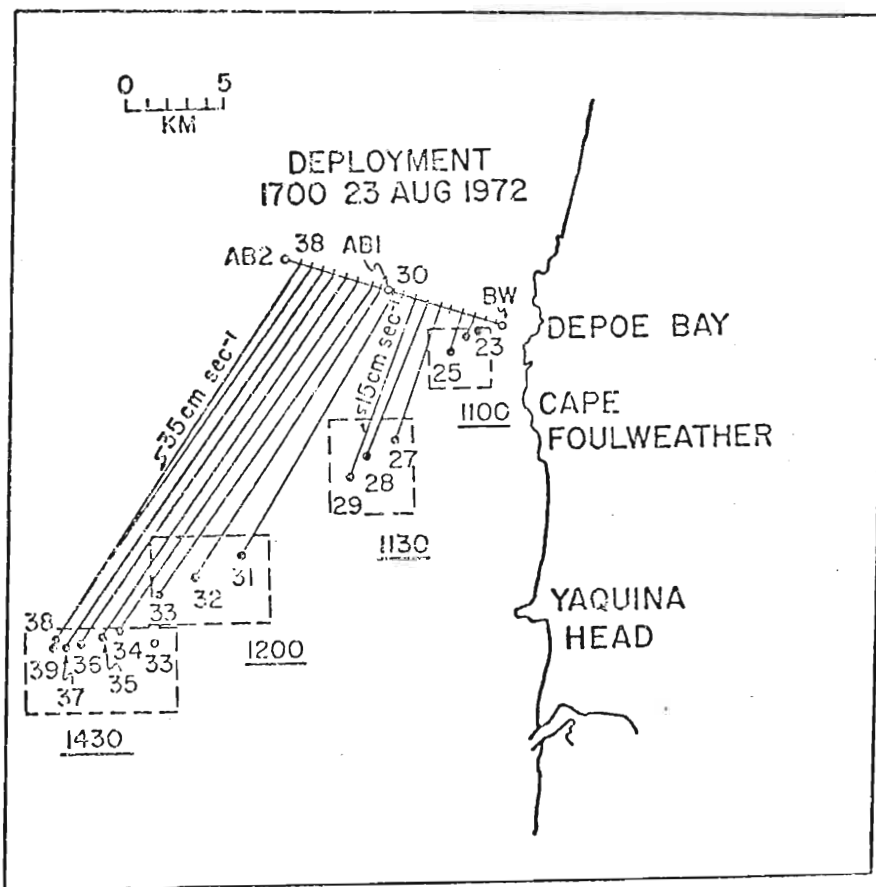 0 5
KM
DEPLOYMENT
1700 23 AUG 1972
AB2 38 AB1 30
BW
DEPOE BAY
23
25
1100
CAPE
FOULWEATHER
≈35cm sec-1
≈15cm sec-1
27
28
29
1130
31
32
33
1200
YAQUINA
HEAD
38
39 36 34 33
37 35
1430